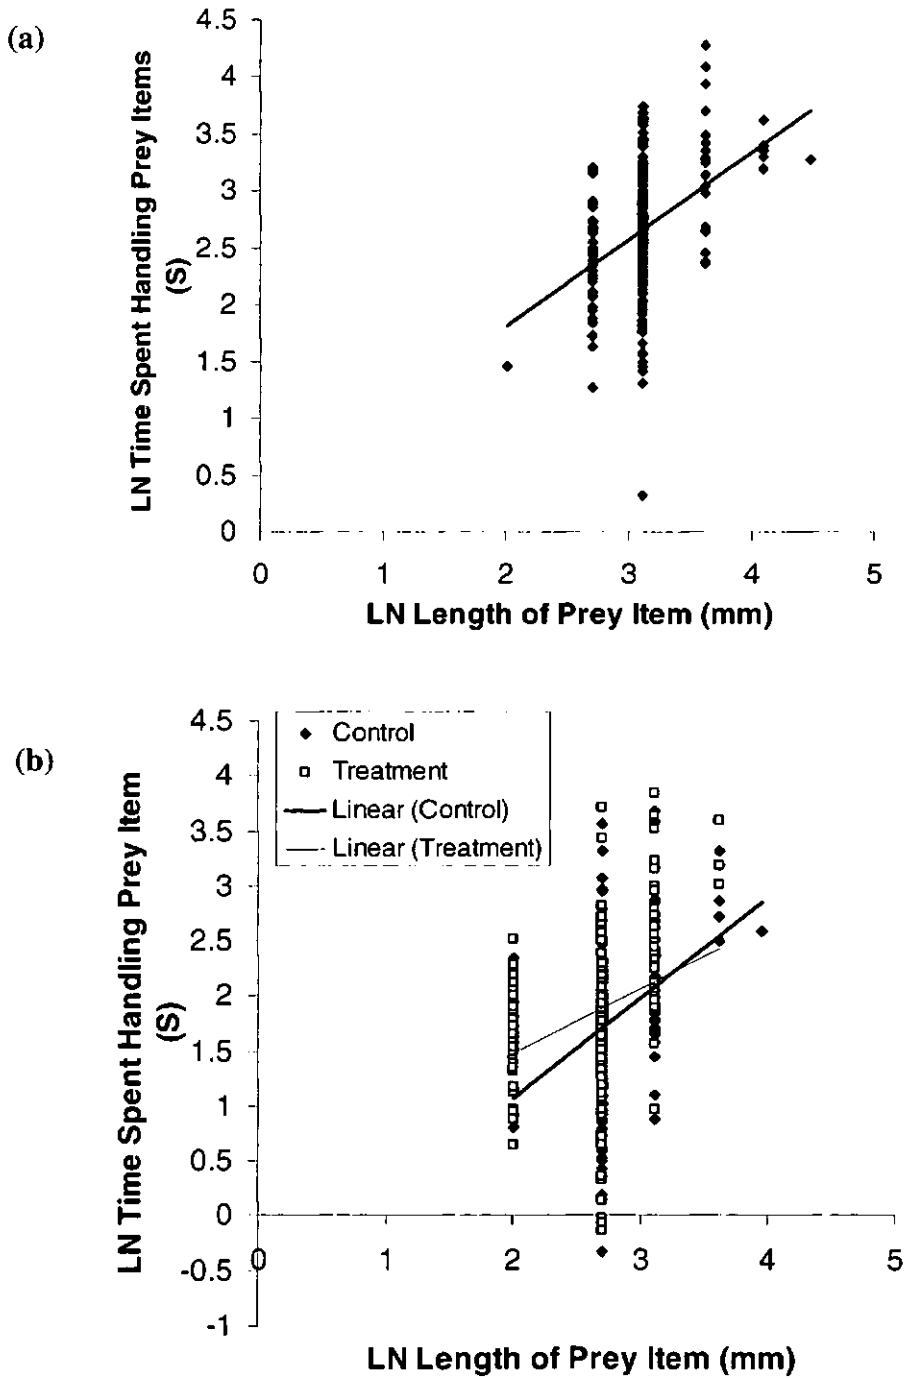 (a)
LN Time Spent Handling Prey Items
(S)
4.5
4
3.5
3
2.5
2
1.5
1
0.5
0
0 1 2 3 4 5
LN Length of Prey Item (mm)
(b)
LN Time Spent Handling Prey Item
(S)
4.5
4
3.5
3
2.5
2
1.5
1
0.5
0
-0.5
-1
Control
Treatment
Linear (Control)
Linear (Treatment)
0 1 2 3 4 5
LN Length of Prey Item (mm)